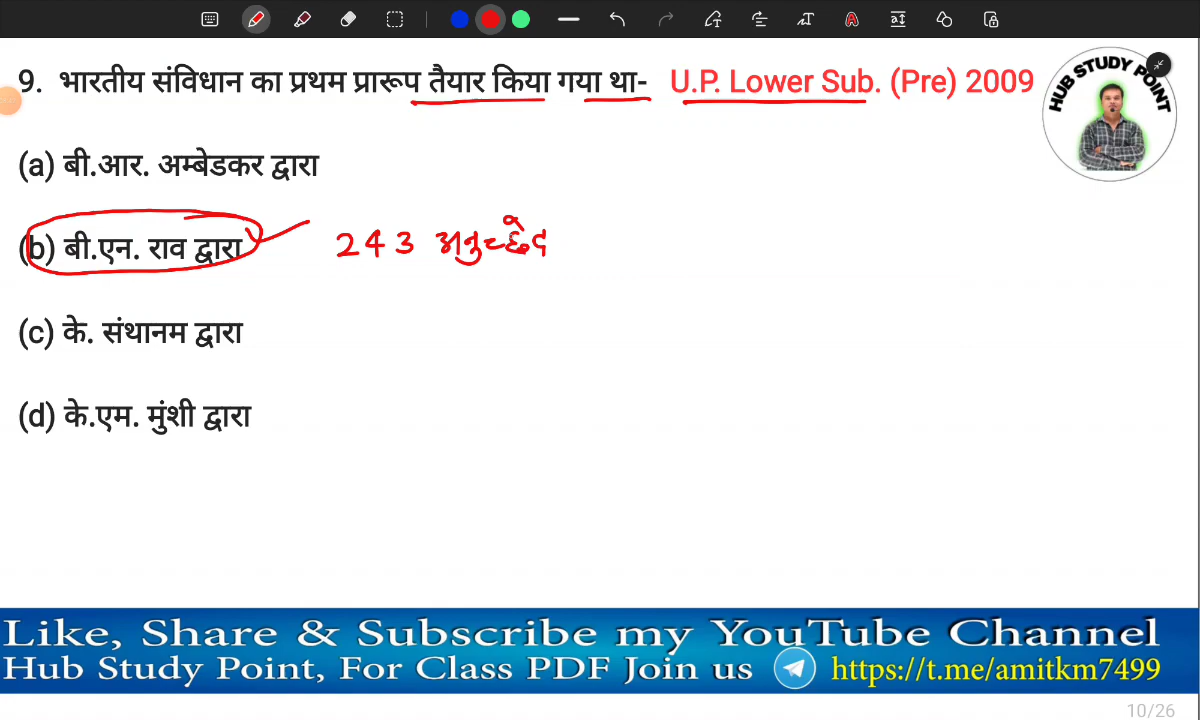 9. भारतीय संविधान का प्रथम प्रारूप तैयार किया गया था- U.P. Lower Sub. (Pre) 2009
HUB STUDY POINT
(a) बी.आर. अम्बेडकर द्वारा
(b) बी.एन. राव द्वारा 243 अनुच्छेद
(c) के. संथानम द्वारा
(d) के.एम. मुंशी द्वारा
Like, Share & Subscribe my YouTube Channel
Hub Study Point, For Class PDF Join us https://t.me/amitkm7499
10/26